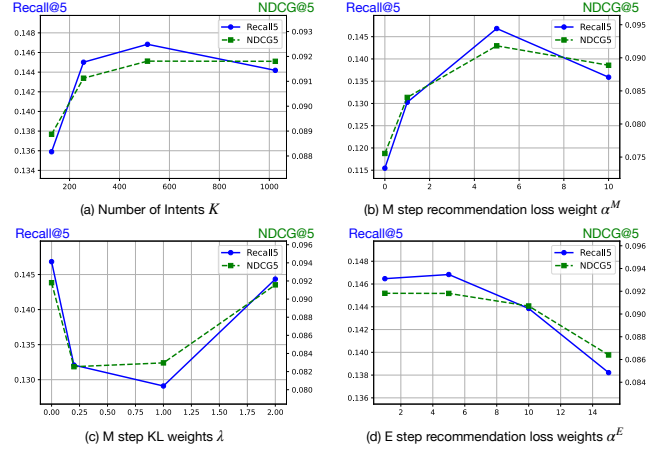 Recall@5 NDCG@5
0.148 0.093
0.146 0.092
0.144 0.091
0.142 0.090
0.140 0.089
0.138 0.088
0.136
0.134
Recall5
NDCG5
200 400 600 800 1000
(a) Number of Intents K
Recall@5 NDCG@5
0.145 0.095
0.140 0.090
0.135 0.085
0.130 0.080
0.125 0.075
0.120
0.115
Recall5
NDCG5
0 2 4 6 8 10
(b) M step recommendation loss weight α^M
Recall@5 NDCG@5
0.145 0.096
0.140 0.094
0.135 0.092
0.130 0.090
0.088
0.086
0.084
0.082
0.080
Recall5
NDCG5
0.00 0.25 0.50 0.75 1.00 1.25 1.50 1.75 2.00
(c) M step KL weights λ
Recall@5 NDCG@5
0.148 0.096
0.146 0.094
0.144 0.092
0.142 0.090
0.140 0.088
0.138 0.086
0.136 0.084
Recall5
NDCG5
2 4 6 8 10 12 14
(d) E step recommendation loss weights α^E